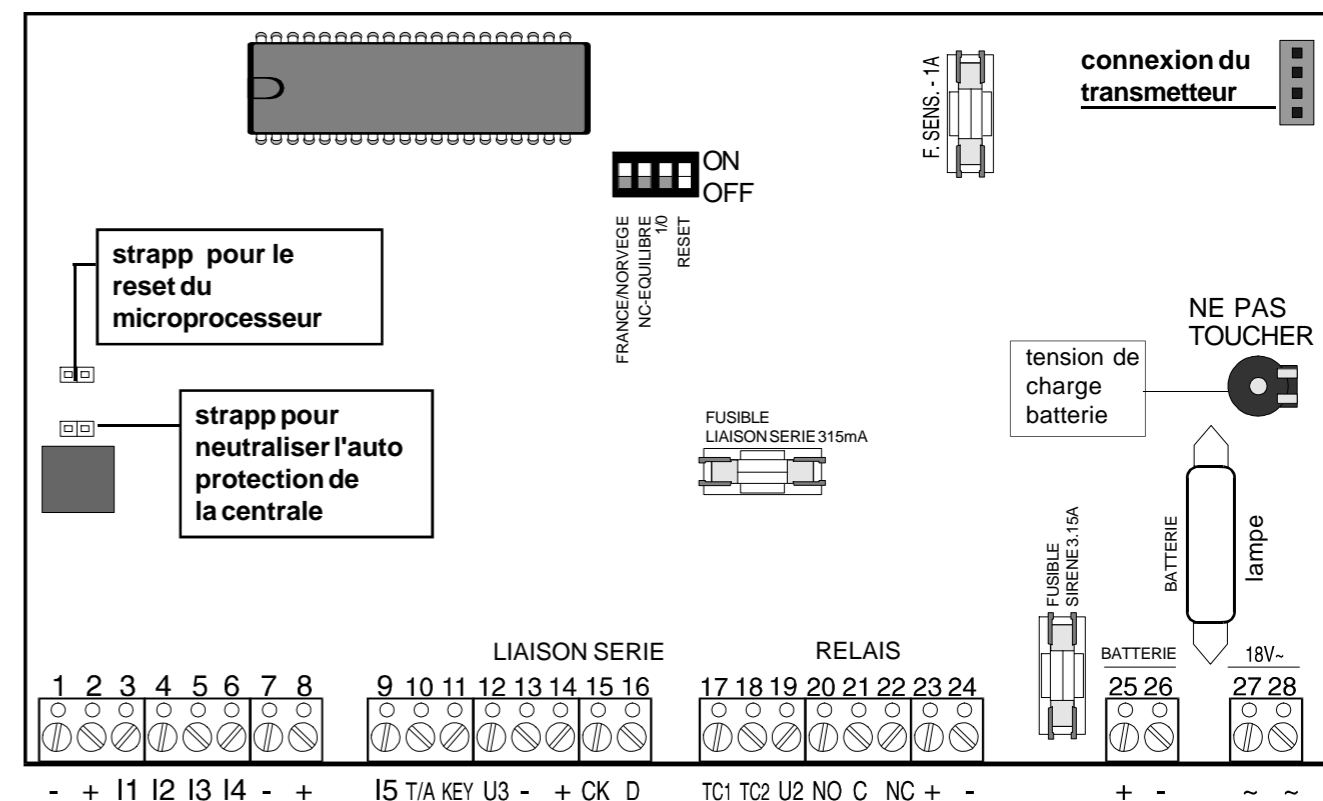 connexion du
transmetteur
F. SENS. - 1A
ON
OFF
FRANCE/NORVEGE
NC-EQUILIBRE
1/0
RESET
strapp pour le
reset du
microprocesseur
NE PAS
TOUCHER
tension de
charge
batterie
strapp pour
neutraliser l'auto
protection de
la centrale
FUSIBLE
LIAISON SERIE 315mA
BATTERIE
lampe
FUSIBLE
SIRENE 3.15A
LIAISON SERIE
RELAIS
BATTERIE
18V~
1 2 3 4 5 6 7 8
9 10 11 12 13 14 15 16
17 18 19 20 21 22 23 24
25 26
27 28
- + I1 I2 I3 I4 - +
I5 T/A KEY U3 - + CK D
TC1 TC2 U2 NO C NC + -
+ -
~ ~